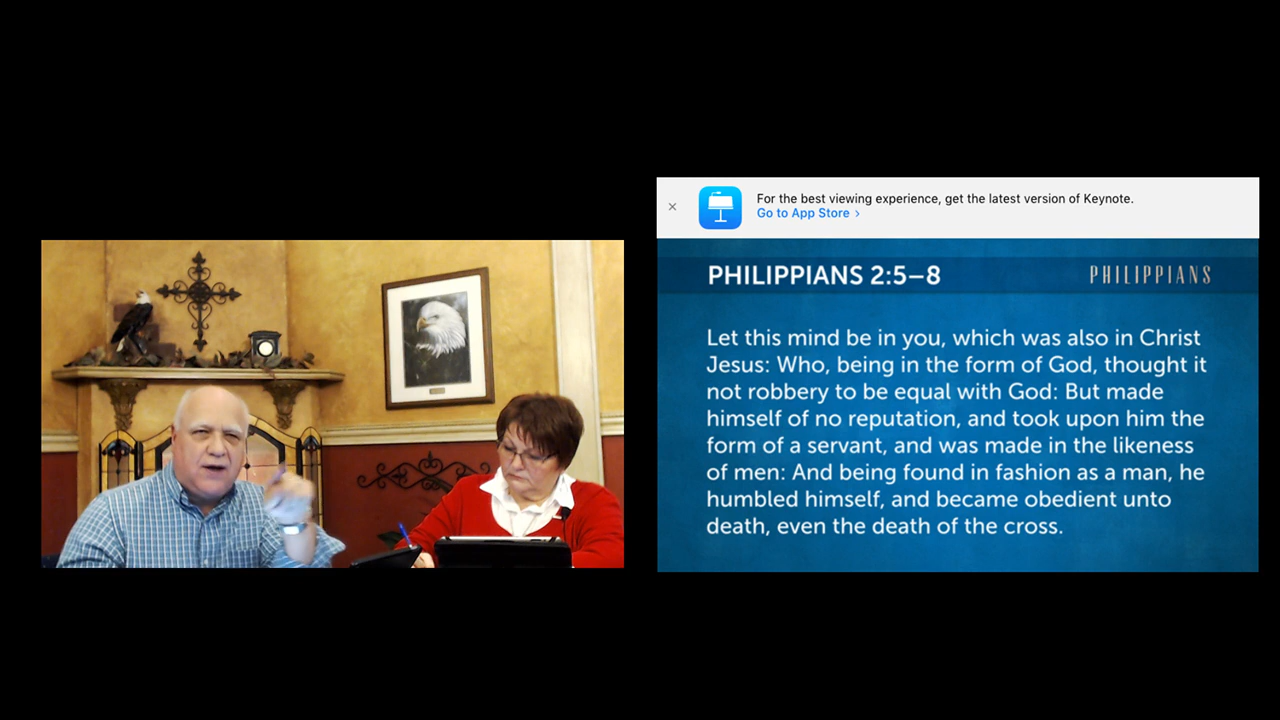 For the best viewing experience, get the latest version of Keynote.
Go to App Store >
PHILIPPIANS 2:5–8
PHILIPPIANS
Let this mind be in you, which was also in Christ
Jesus: Who, being in the form of God, thought it
not robbery to be equal with God: But made
himself of no reputation, and took upon him the
form of a servant, and was made in the likeness
of men: And being found in fashion as a man, he
humbled himself, and became obedient unto
death, even the death of the cross.